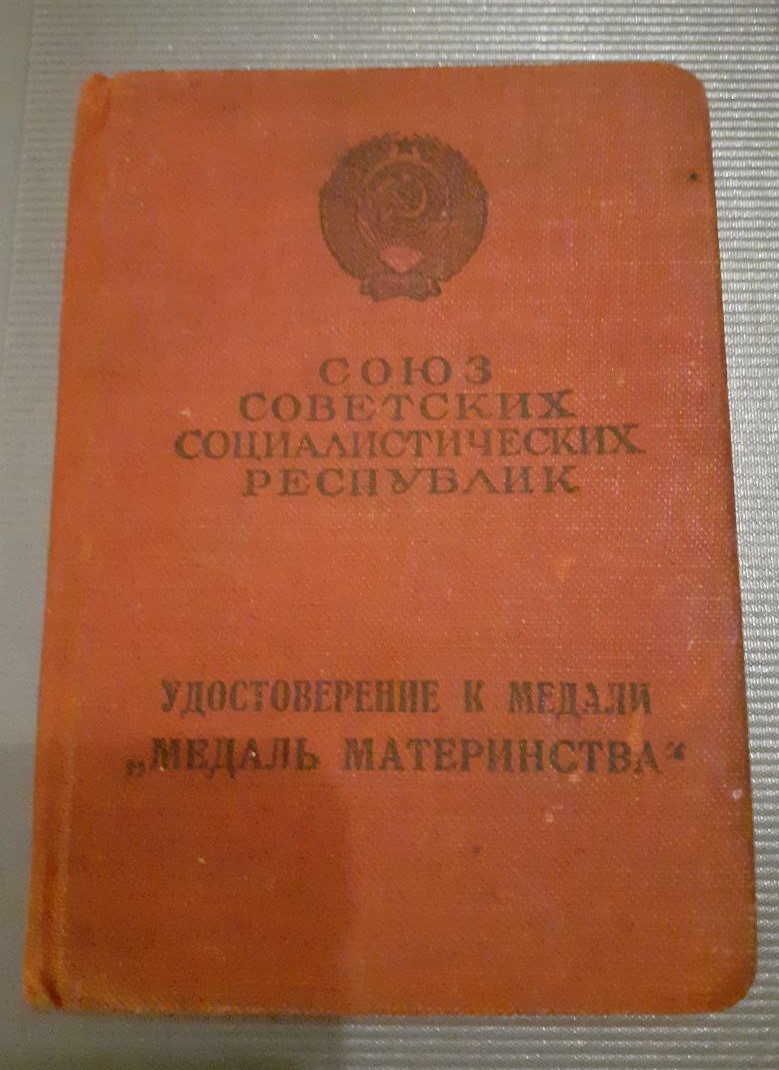 СОЮЗ
СОВЕТСКИХ
СОЦИАЛИСТИЧЕСКИХ
РЕСПУБЛИК
УДОСТОВЕРЕНИЕ К МЕДАЛИ
„МЕДАЛЬ МАТЕРИНСТВА“